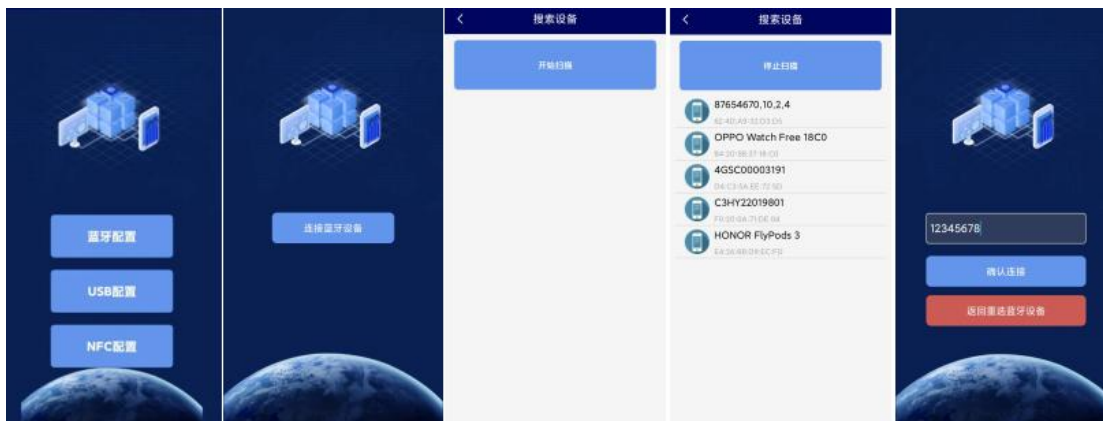 蓝牙配置
USB配置
NFC配置
连接蓝牙设备
搜索设备
开始扫描
搜索设备
停止扫描
87654670,10,2,4
OPPO Watch Free 18C0
4GSC00003191
C3HY22019801
HONOR FlyPods 3
12345678
确认连接
返回重选蓝牙设备